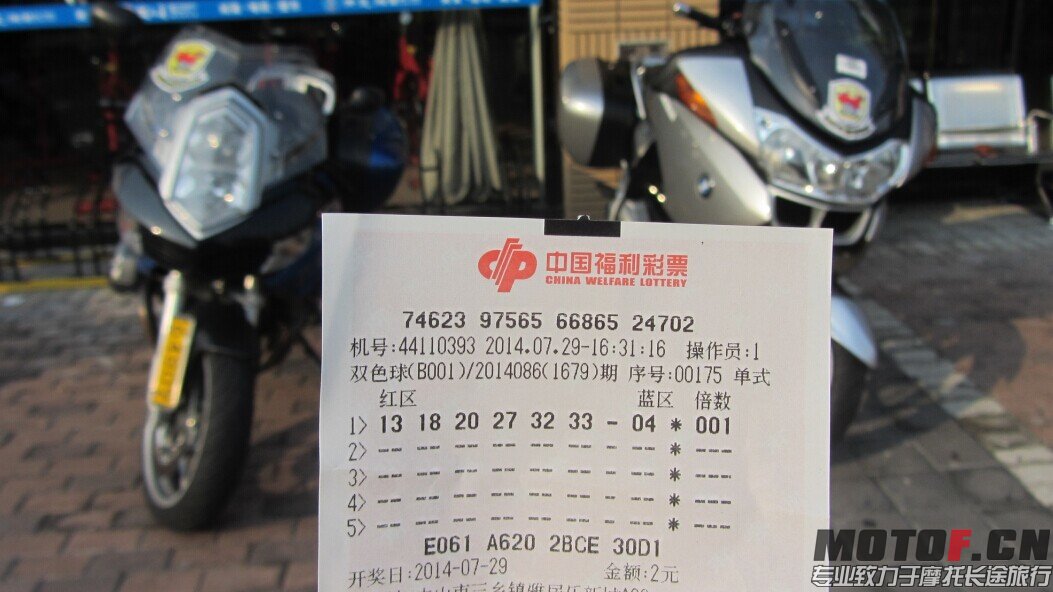 中国福利彩票
CHINA WELFARE LOTTERY
74623 97565 66865 24702
机号:44110393 2014.07.29-16:31:16 操作员:1
双色球(B001)/2014086(1679)期 序号:00175 单式
红区 蓝区 倍数
1> 13 18 20 27 32 33 - 04 * 001
2> -- -- -- -- -- -- -- -- * ---
3> -- -- -- -- -- -- -- -- * ---
4> -- -- -- -- -- -- -- -- * ---
5> -- -- -- -- -- -- -- -- * ---
E061 A620 2BCE 30D1
开奖日:2014-07-29 金额:2元
MOTOF.CN
专业致力于摩托长途旅行